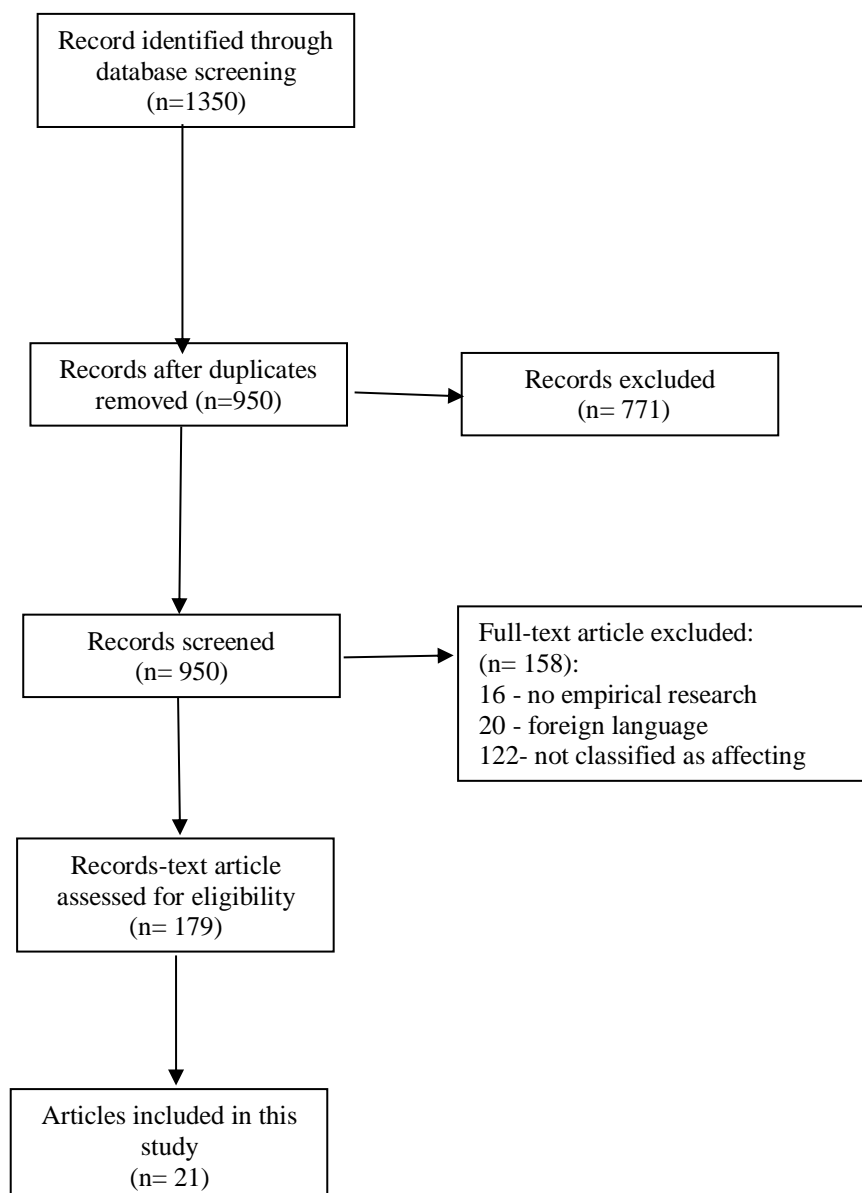 Record identified through
database screening
(n=1350)
Records after duplicates
removed (n=950)
Records excluded
(n= 771)
Records screened
(n= 950)
Full-text article excluded:
(n= 158):
16 - no empirical research
20 - foreign language
122- not classified as affecting
Records-text article
assessed for eligibility
(n= 179)
Articles included in this
study
(n= 21)